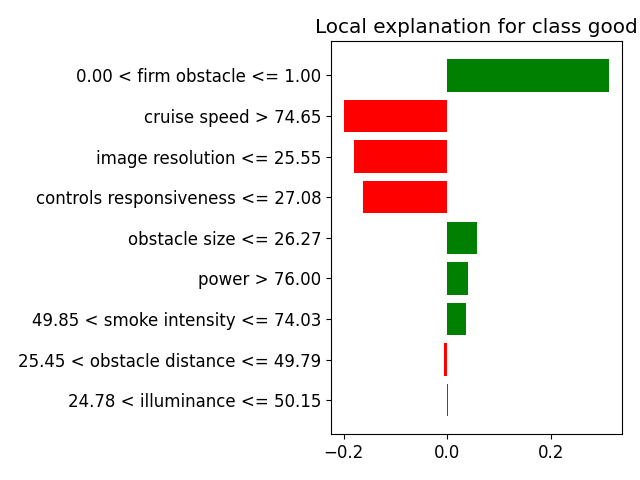 Local explanation for class good
0.00 < firm obstacle <= 1.00
cruise speed > 74.65
image resolution <= 25.55
controls responsiveness <= 27.08
obstacle size <= 26.27
power > 76.00
49.85 < smoke intensity <= 74.03
25.45 < obstacle distance <= 49.79
24.78 < illuminance <= 50.15
−0.2 0.0 0.2